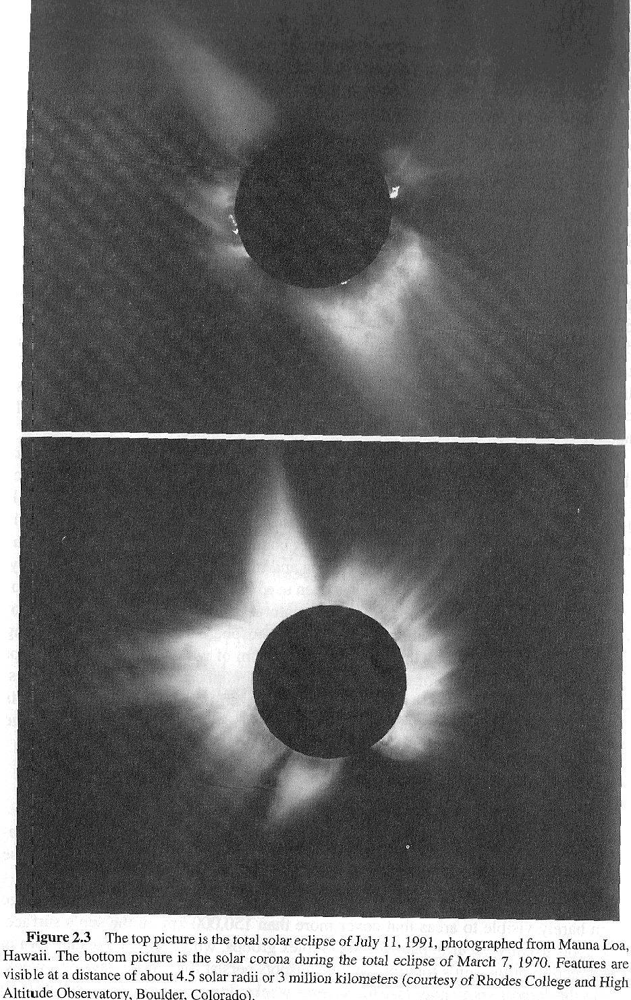 Figure 2.3 The top picture is the total solar eclipse of July 11, 1991, photographed from Mauna Loa,
Hawaii. The bottom picture is the solar corona during the total eclipse of March 7, 1970. Features are
visible at a distance of about 4.5 solar radii or 3 million kilometers (courtesy of Rhodes College and High
Altitude Observatory, Boulder, Colorado).